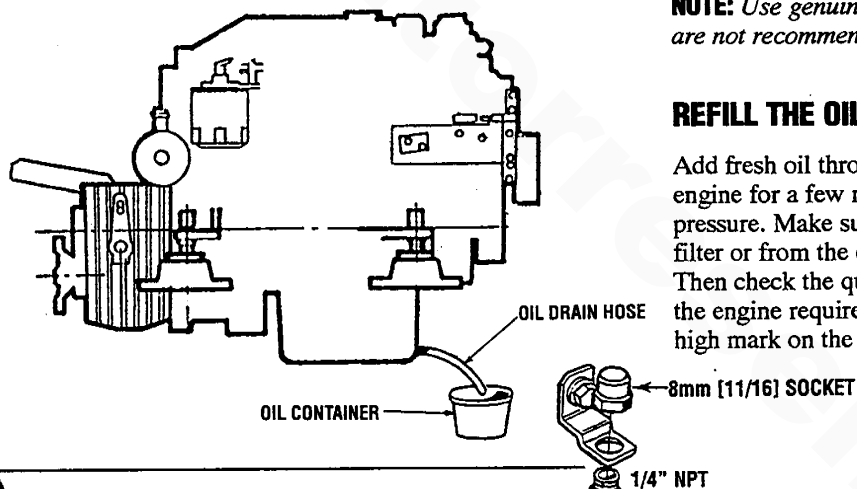 NOTE: Use genuin
are not recommen
REFILL THE OIL
Add fresh oil thro
engine for a few
pressure. Make su
filter or from the
Then check the qu
the engine require
high mark on the
OIL DRAIN HOSE
OIL CONTAINER
8mm [11/16] SOCKET
1/4" NPT